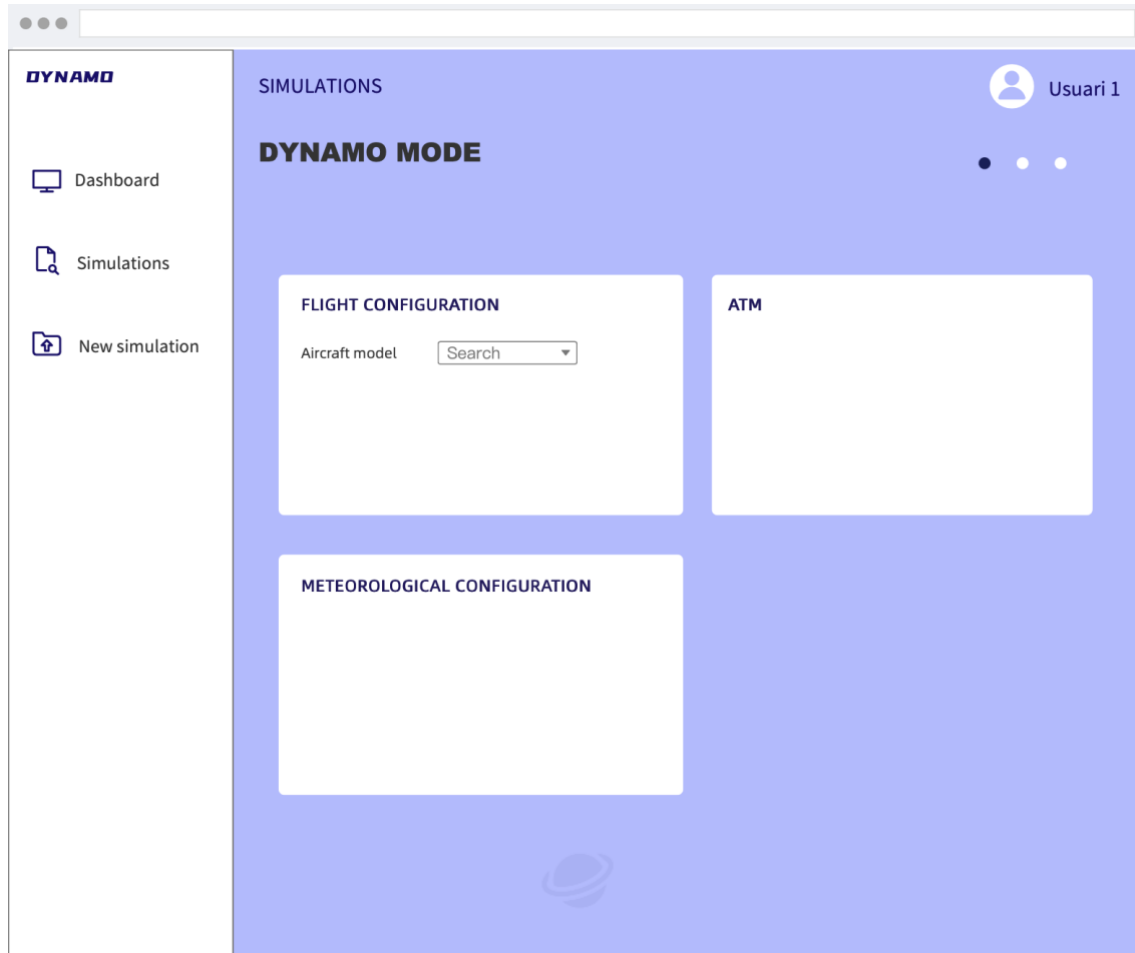 DYNAMO
SIMULATIONS
Usuari 1
DYNAMO MODE
Dashboard
Simulations
New simulation
FLIGHT CONFIGURATION
Aircraft model
Search
ATM
METEOROLOGICAL CONFIGURATION